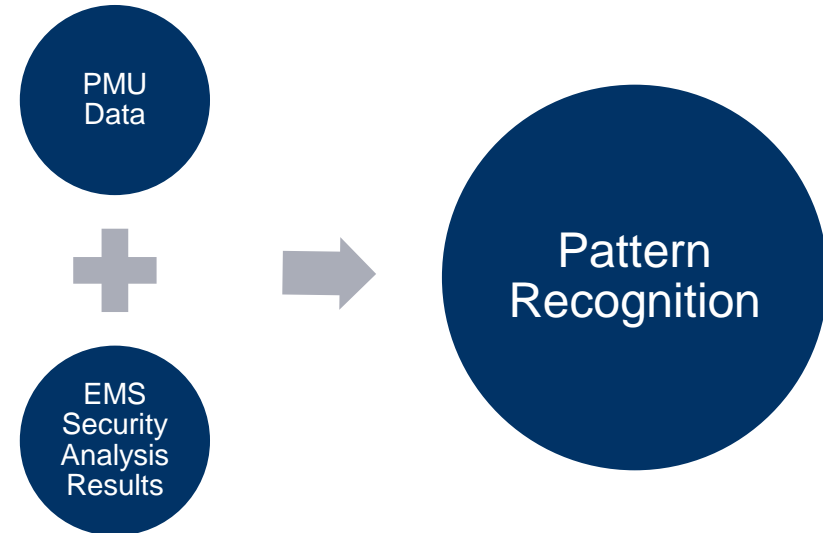 PMU
Data
EMS
Security
Analysis
Results
Pattern
Recognition